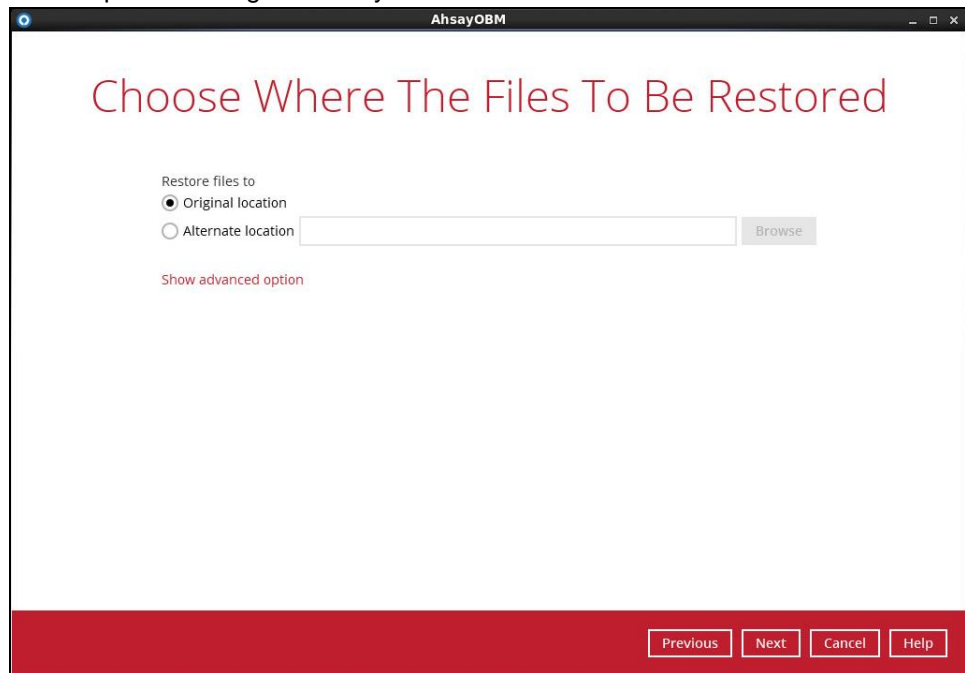 AhsayOBM
Choose Where The Files To Be Restored
Restore files to
Original location
Alternate location Browse
Show advanced option
Previous Next Cancel Help